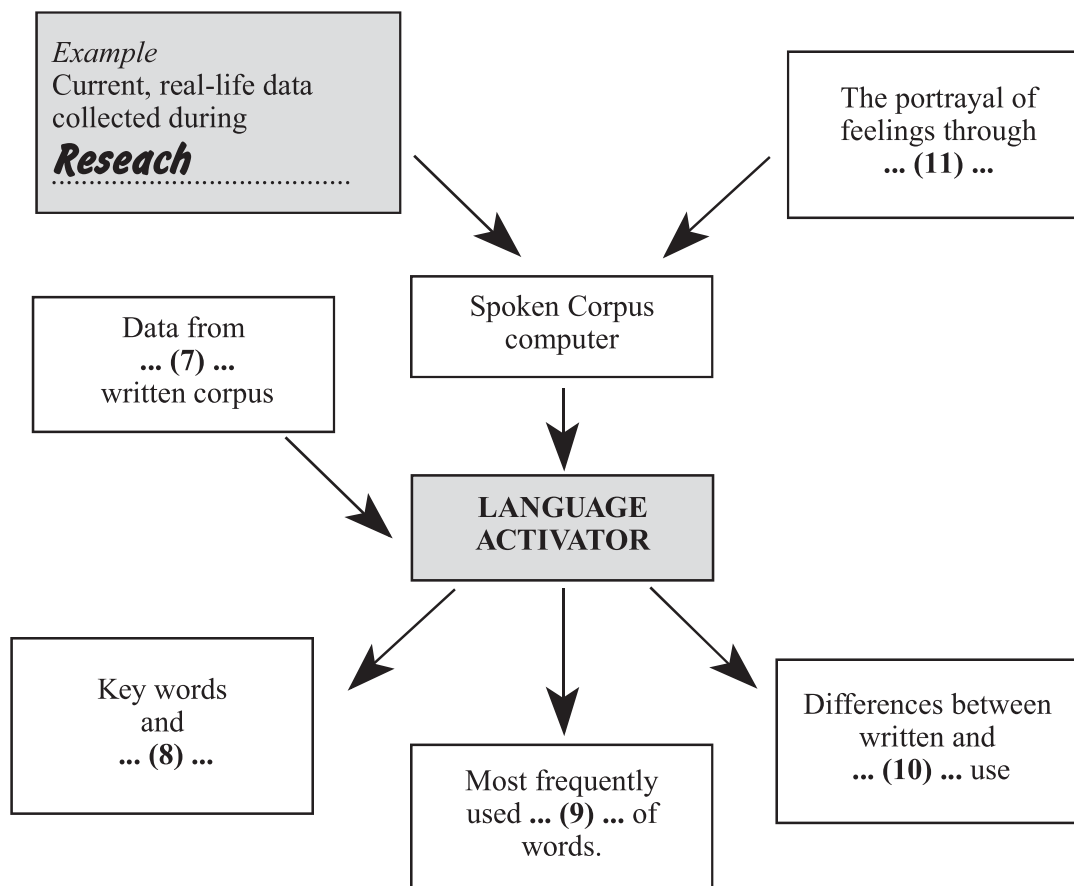 Example
Current, real-life data
collected during
Reseach
The portrayal of
feelings through
... (11) ...
Spoken Corpus
computer
Data from
... (7) ...
written corpus
LANGUAGE
ACTIVATOR
Key words
and
... (8) ...
Most frequently
used ... (9) ... of
words.
Differences between
written and
... (10) ... use